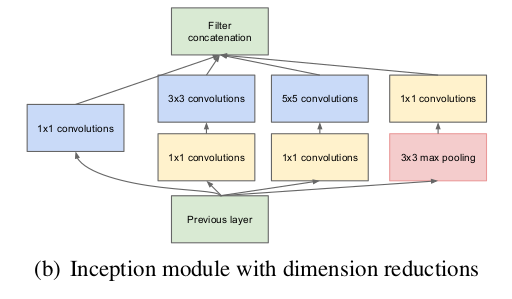 Filter
concatenation
3x3 convolutions
5x5 convolutions
1x1 convolutions
1x1 convolutions
1x1 convolutions
1x1 convolutions
3x3 max pooling
Previous layer
(b) Inception module with dimension reductions